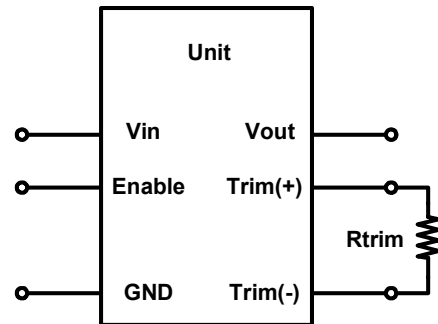 Unit
Vin Vout
Enable Trim(+)
Rtrim
GND Trim(-)